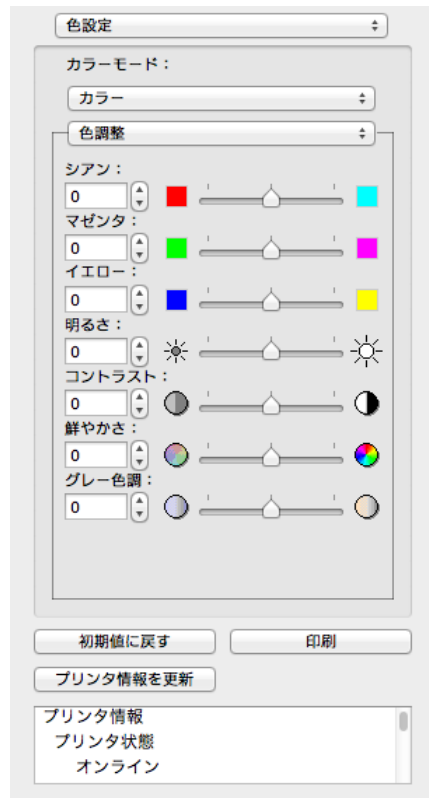 色設定
カラーモード：
カラー
色調整
シアン：
0
マゼンタ：
0
イエロー：
0
明るさ：
0
コントラスト：
0
鮮やかさ：
0
グレー色調：
0
初期値に戻す 印刷
プリンタ情報を更新
プリンタ情報
プリンタ状態
オンライン